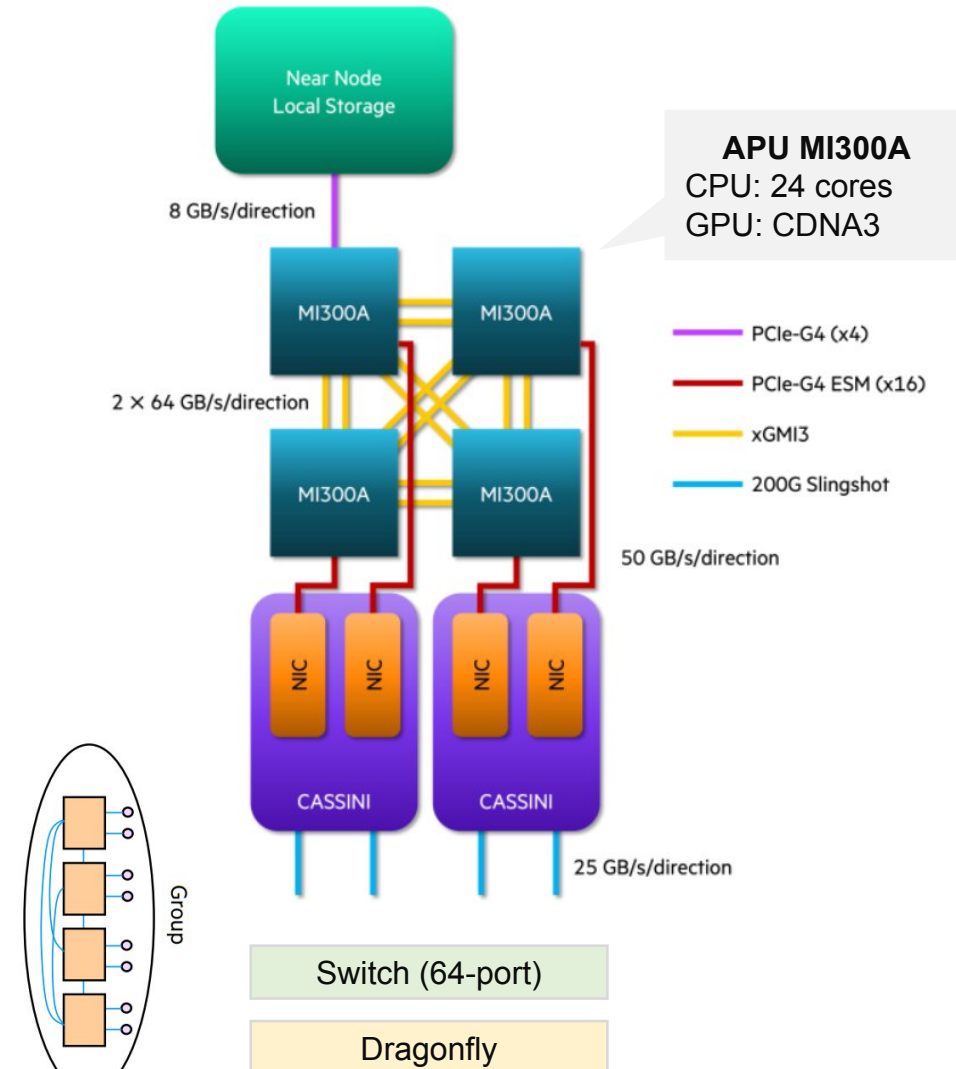 Near Node
Local Storage
APU MI300A
CPU: 24 cores
GPU: CDNA3
8 GB/s/direction
MI300A
MI300A
PCIe-G4 (x4)
PCIe-G4 ESM (x16)
xGMI3
200G Slingshot
2 × 64 GB/s/direction
MI300A
MI300A
50 GB/s/direction
NIC
NIC
NIC
NIC
CASSINI
CASSINI
25 GB/s/direction
Group
Switch (64-port)
Dragonfly